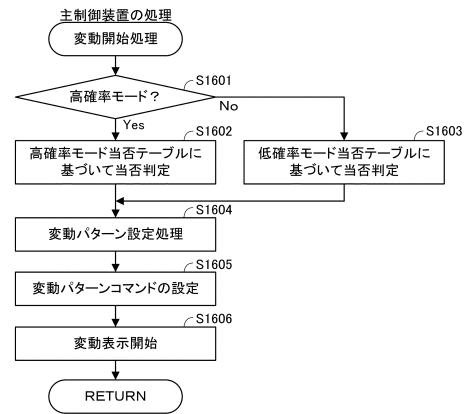 主制御装置の処理
変動開始処理
S1601
高確率モード?
No
Yes
S1602
高確率モード当否テーブルに
基づいて当否判定
S1603
低確率モード当否テーブルに
基づいて当否判定
S1604
変動パターン設定処理
S1605
変動パターンコマンドの設定
S1606
変動表示開始
RETURN